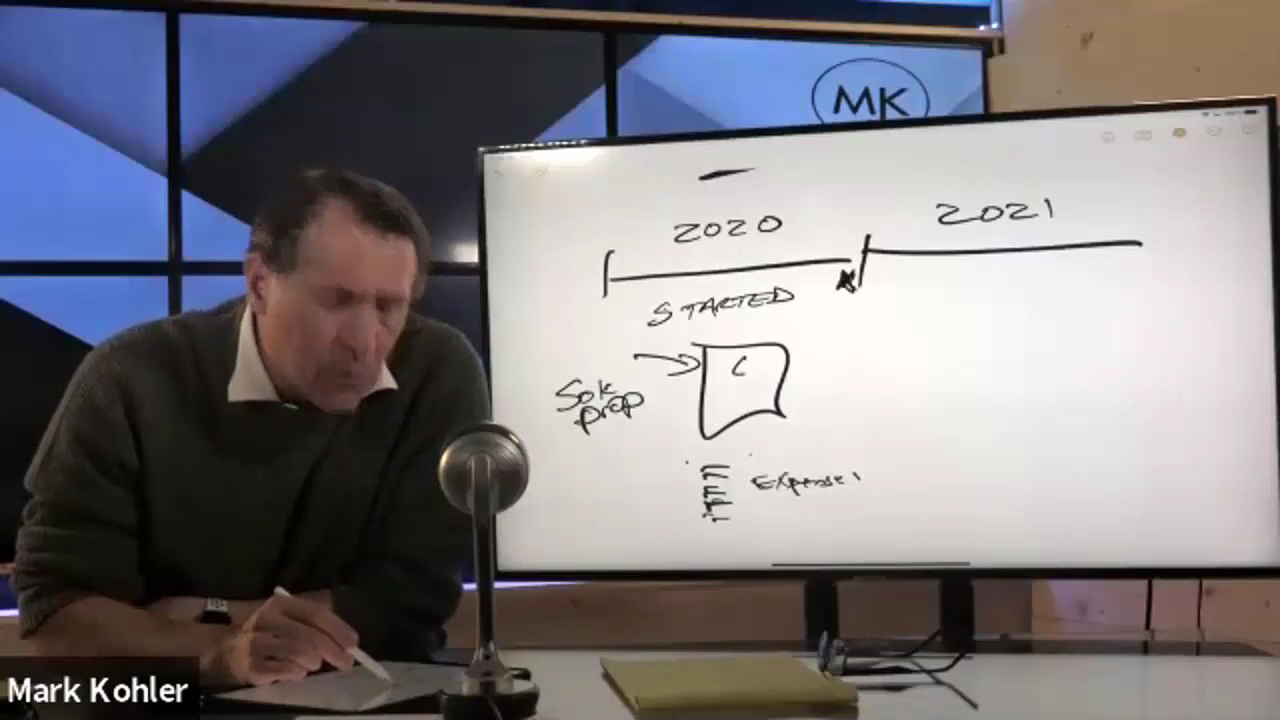 MK
2020
2021
STARTED
C
Sole
prop
Expenses
Mark Kohler